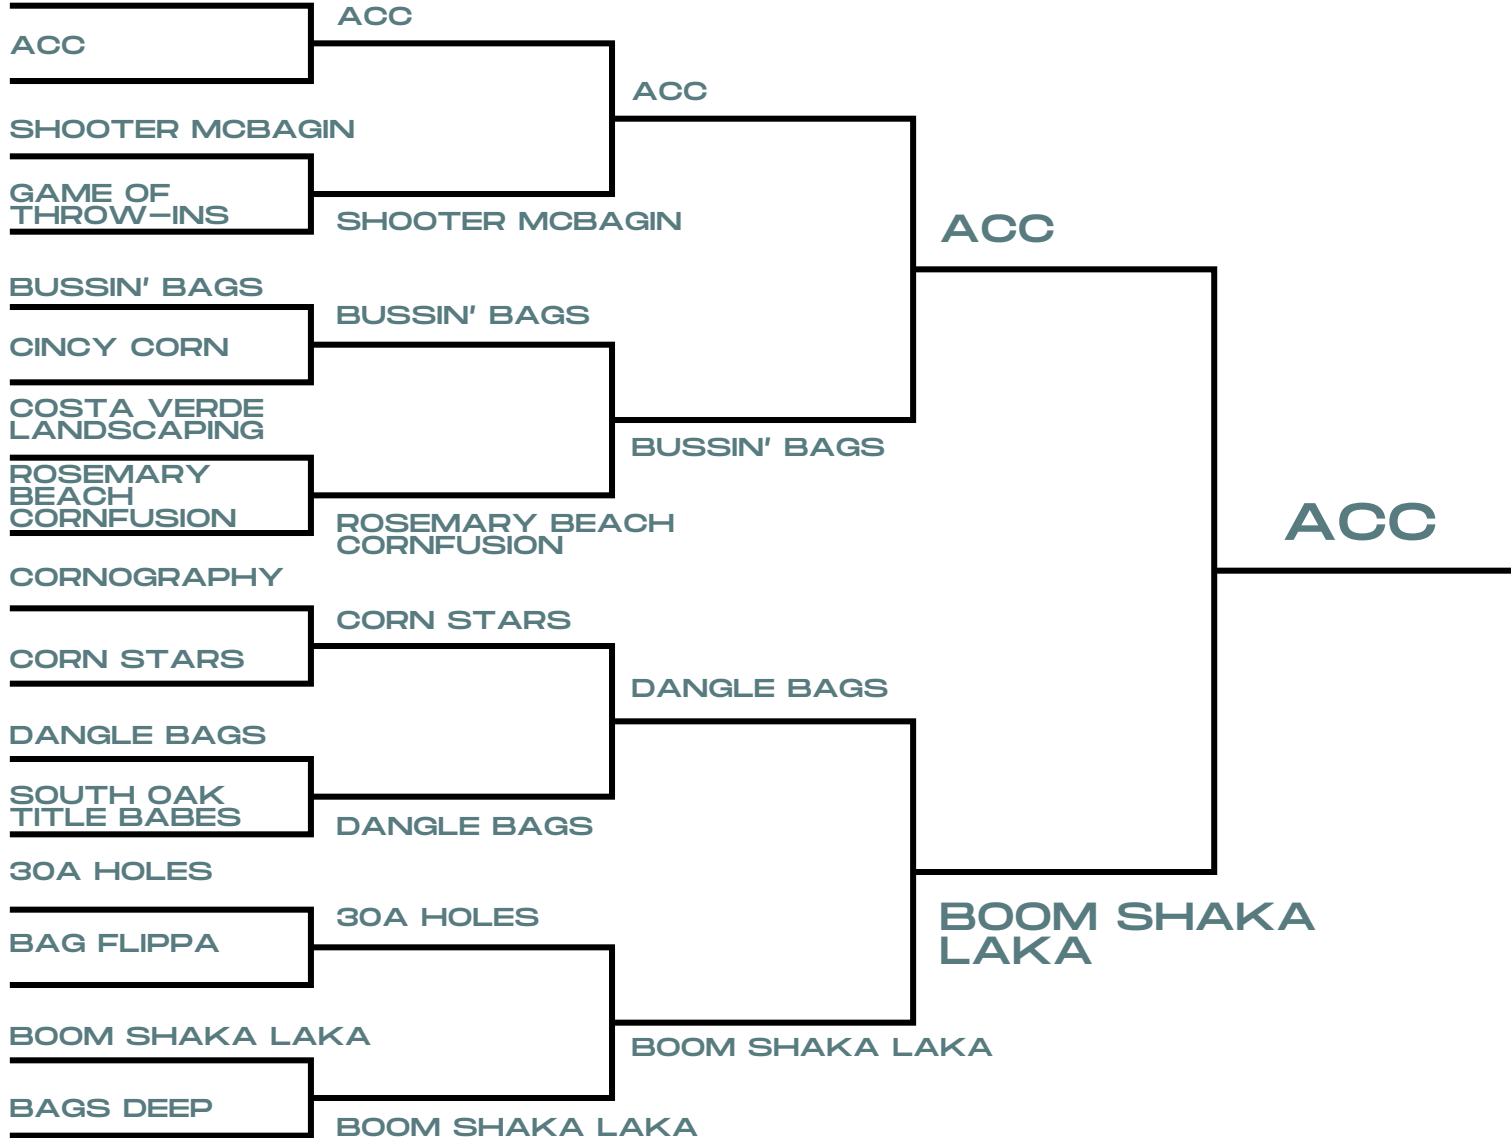 ACC
SHOOTER MCBAGIN
GAME OF
THROW–INS
BUSSIN' BAGS
CINCY CORN
COSTA VERDE
LANDSCAPING
ROSEMARY
BEACH
CORNFUSION
CORNOGRAPHY
CORN STARS
DANGLE BAGS
SOUTH OAK
TITLE BABES
30A HOLES
BAG FLIPPA
BOOM SHAKA LAKA
BAGS DEEP
ACC
SHOOTER MCBAGIN
BUSSIN' BAGS
ROSEMARY BEACH
CORNFUSION
CORN STARS
DANGLE BAGS
30A HOLES
BOOM SHAKA LAKA
ACC
BUSSIN' BAGS
DANGLE BAGS
BOOM SHAKA LAKA
ACC
BOOM SHAKA
LAKA
ACC